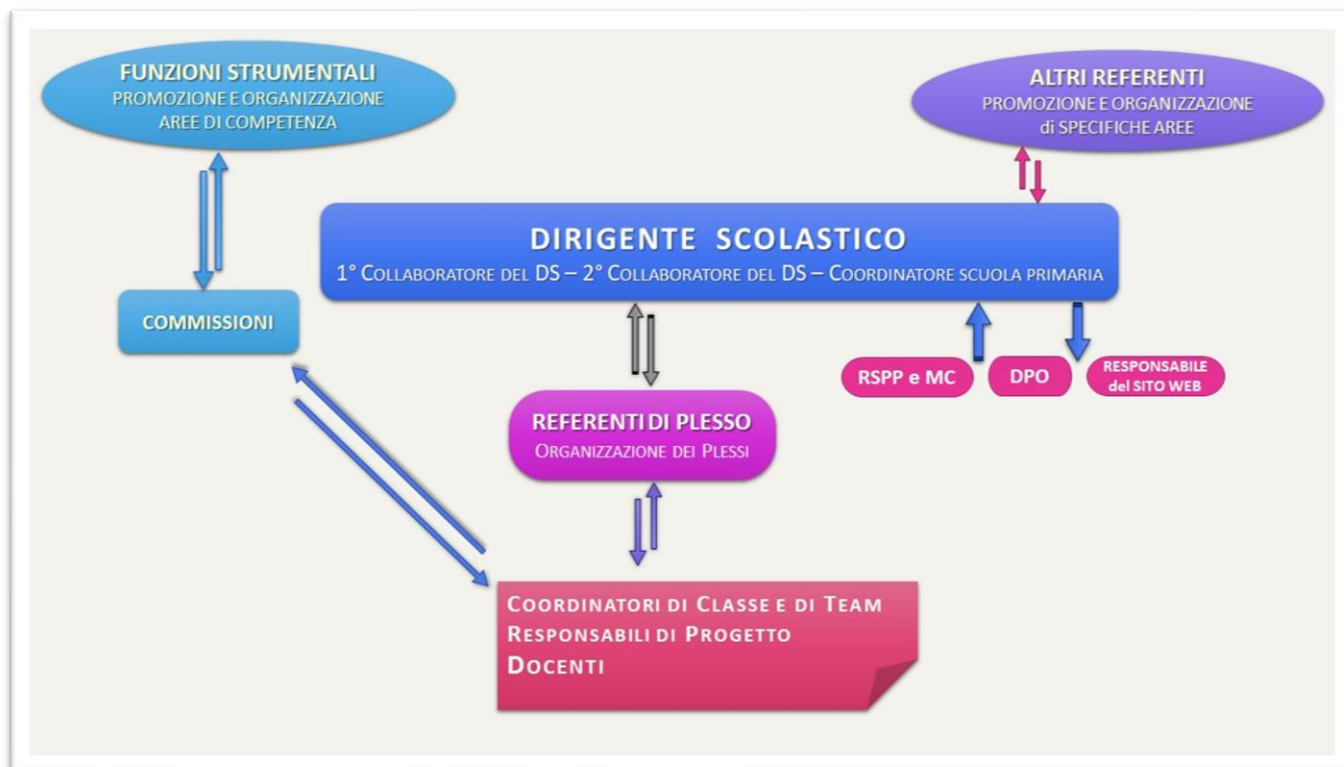 FUNZIONI STRUMENTALI
PROMOZIONE E ORGANIZZAZIONE
AREE DI COMPETENZA
ALTRI REFERENTI
PROMOZIONE E ORGANIZZAZIONE
di SPECIFICHE AREE
DIRIGENTE SCOLASTICO
1° COLLABORATORE DEL DS – 2° COLLABORATORE DEL DS – COORDINATORE SCUOLA PRIMARIA
COMMISSIONI
RSPP e MC
DPO
RESPONSABILE
del SITO WEB
REFERENTI DI PLESSO
ORGANIZZAZIONE DEI PLESSI
COORDINATORI DI CLASSE E DI TEAM
RESPONSABILI DI PROGETTO
DOCENTI